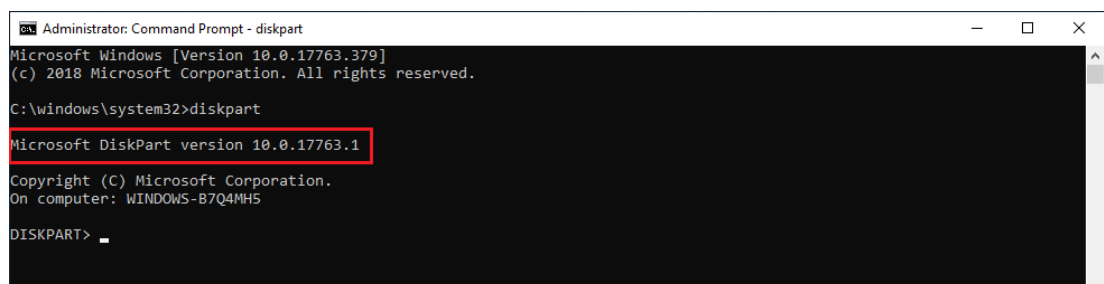 Administrator: Command Prompt - diskpart
Microsoft Windows [Version 10.0.17763.379]
(c) 2018 Microsoft Corporation. All rights reserved.
C:\windows\system32>diskpart
Microsoft DiskPart version 10.0.17763.1
Copyright (C) Microsoft Corporation.
On computer: WINDOWS-B7Q4MH5
DISKPART>